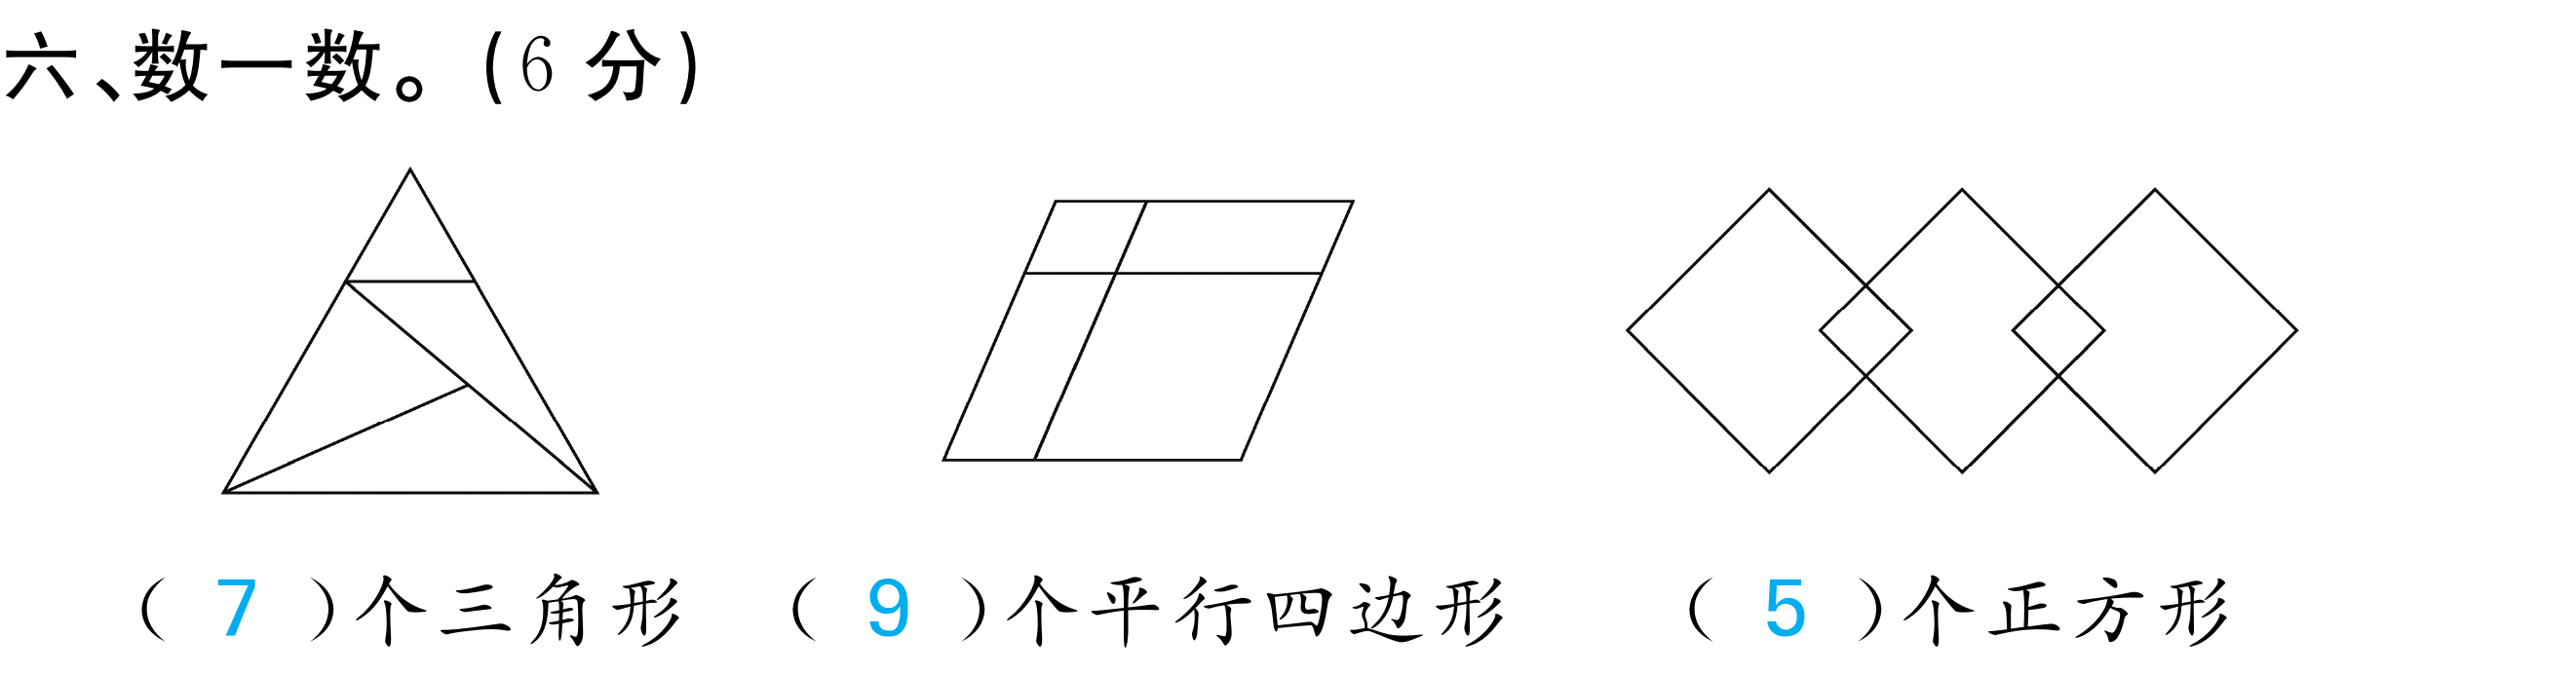 六、数一数。(6 分)
( 7 )个三角形 ( 9 )个平行四边形 ( 5 )个正方形